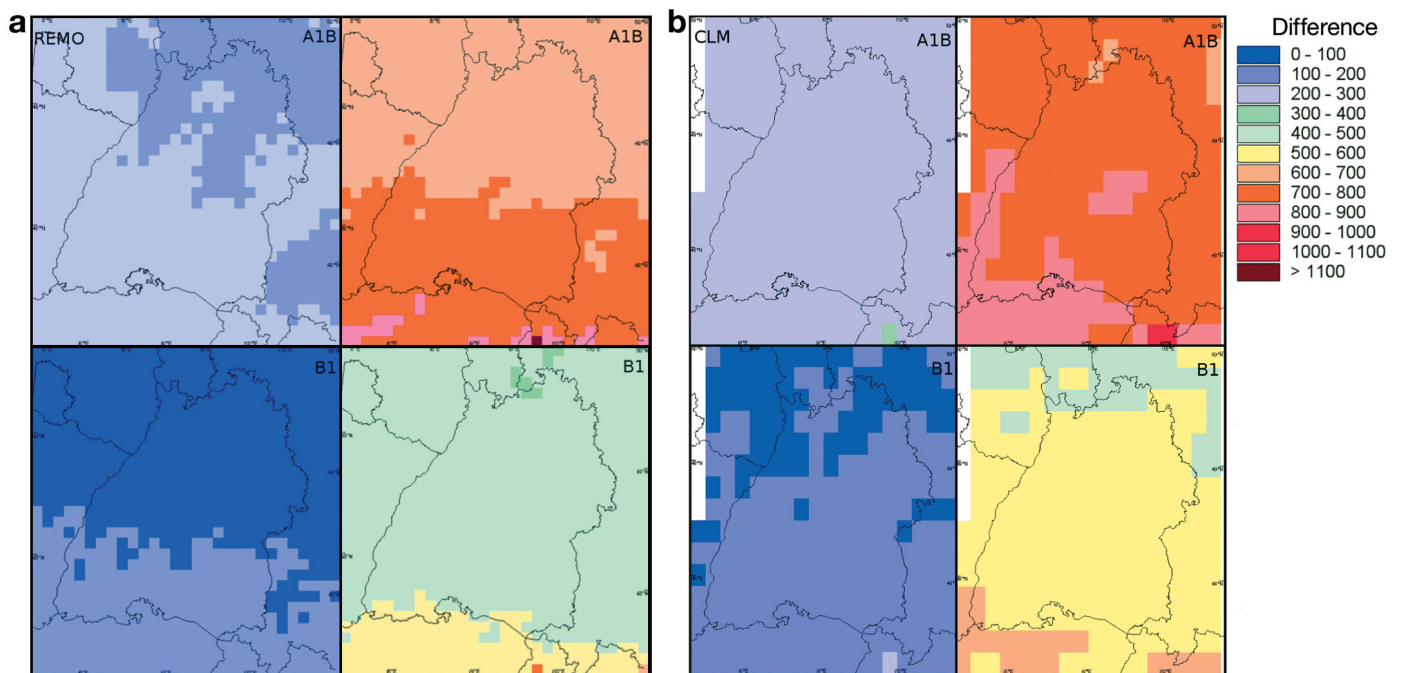 a
REMO
A1B
A1B
B1
B1
b
CLM
A1B
A1B
B1
B1
Difference
0 - 100
100 - 200
200 - 300
300 - 400
400 - 500
500 - 600
600 - 700
700 - 800
800 - 900
900 - 1000
1000 - 1100
> 1100